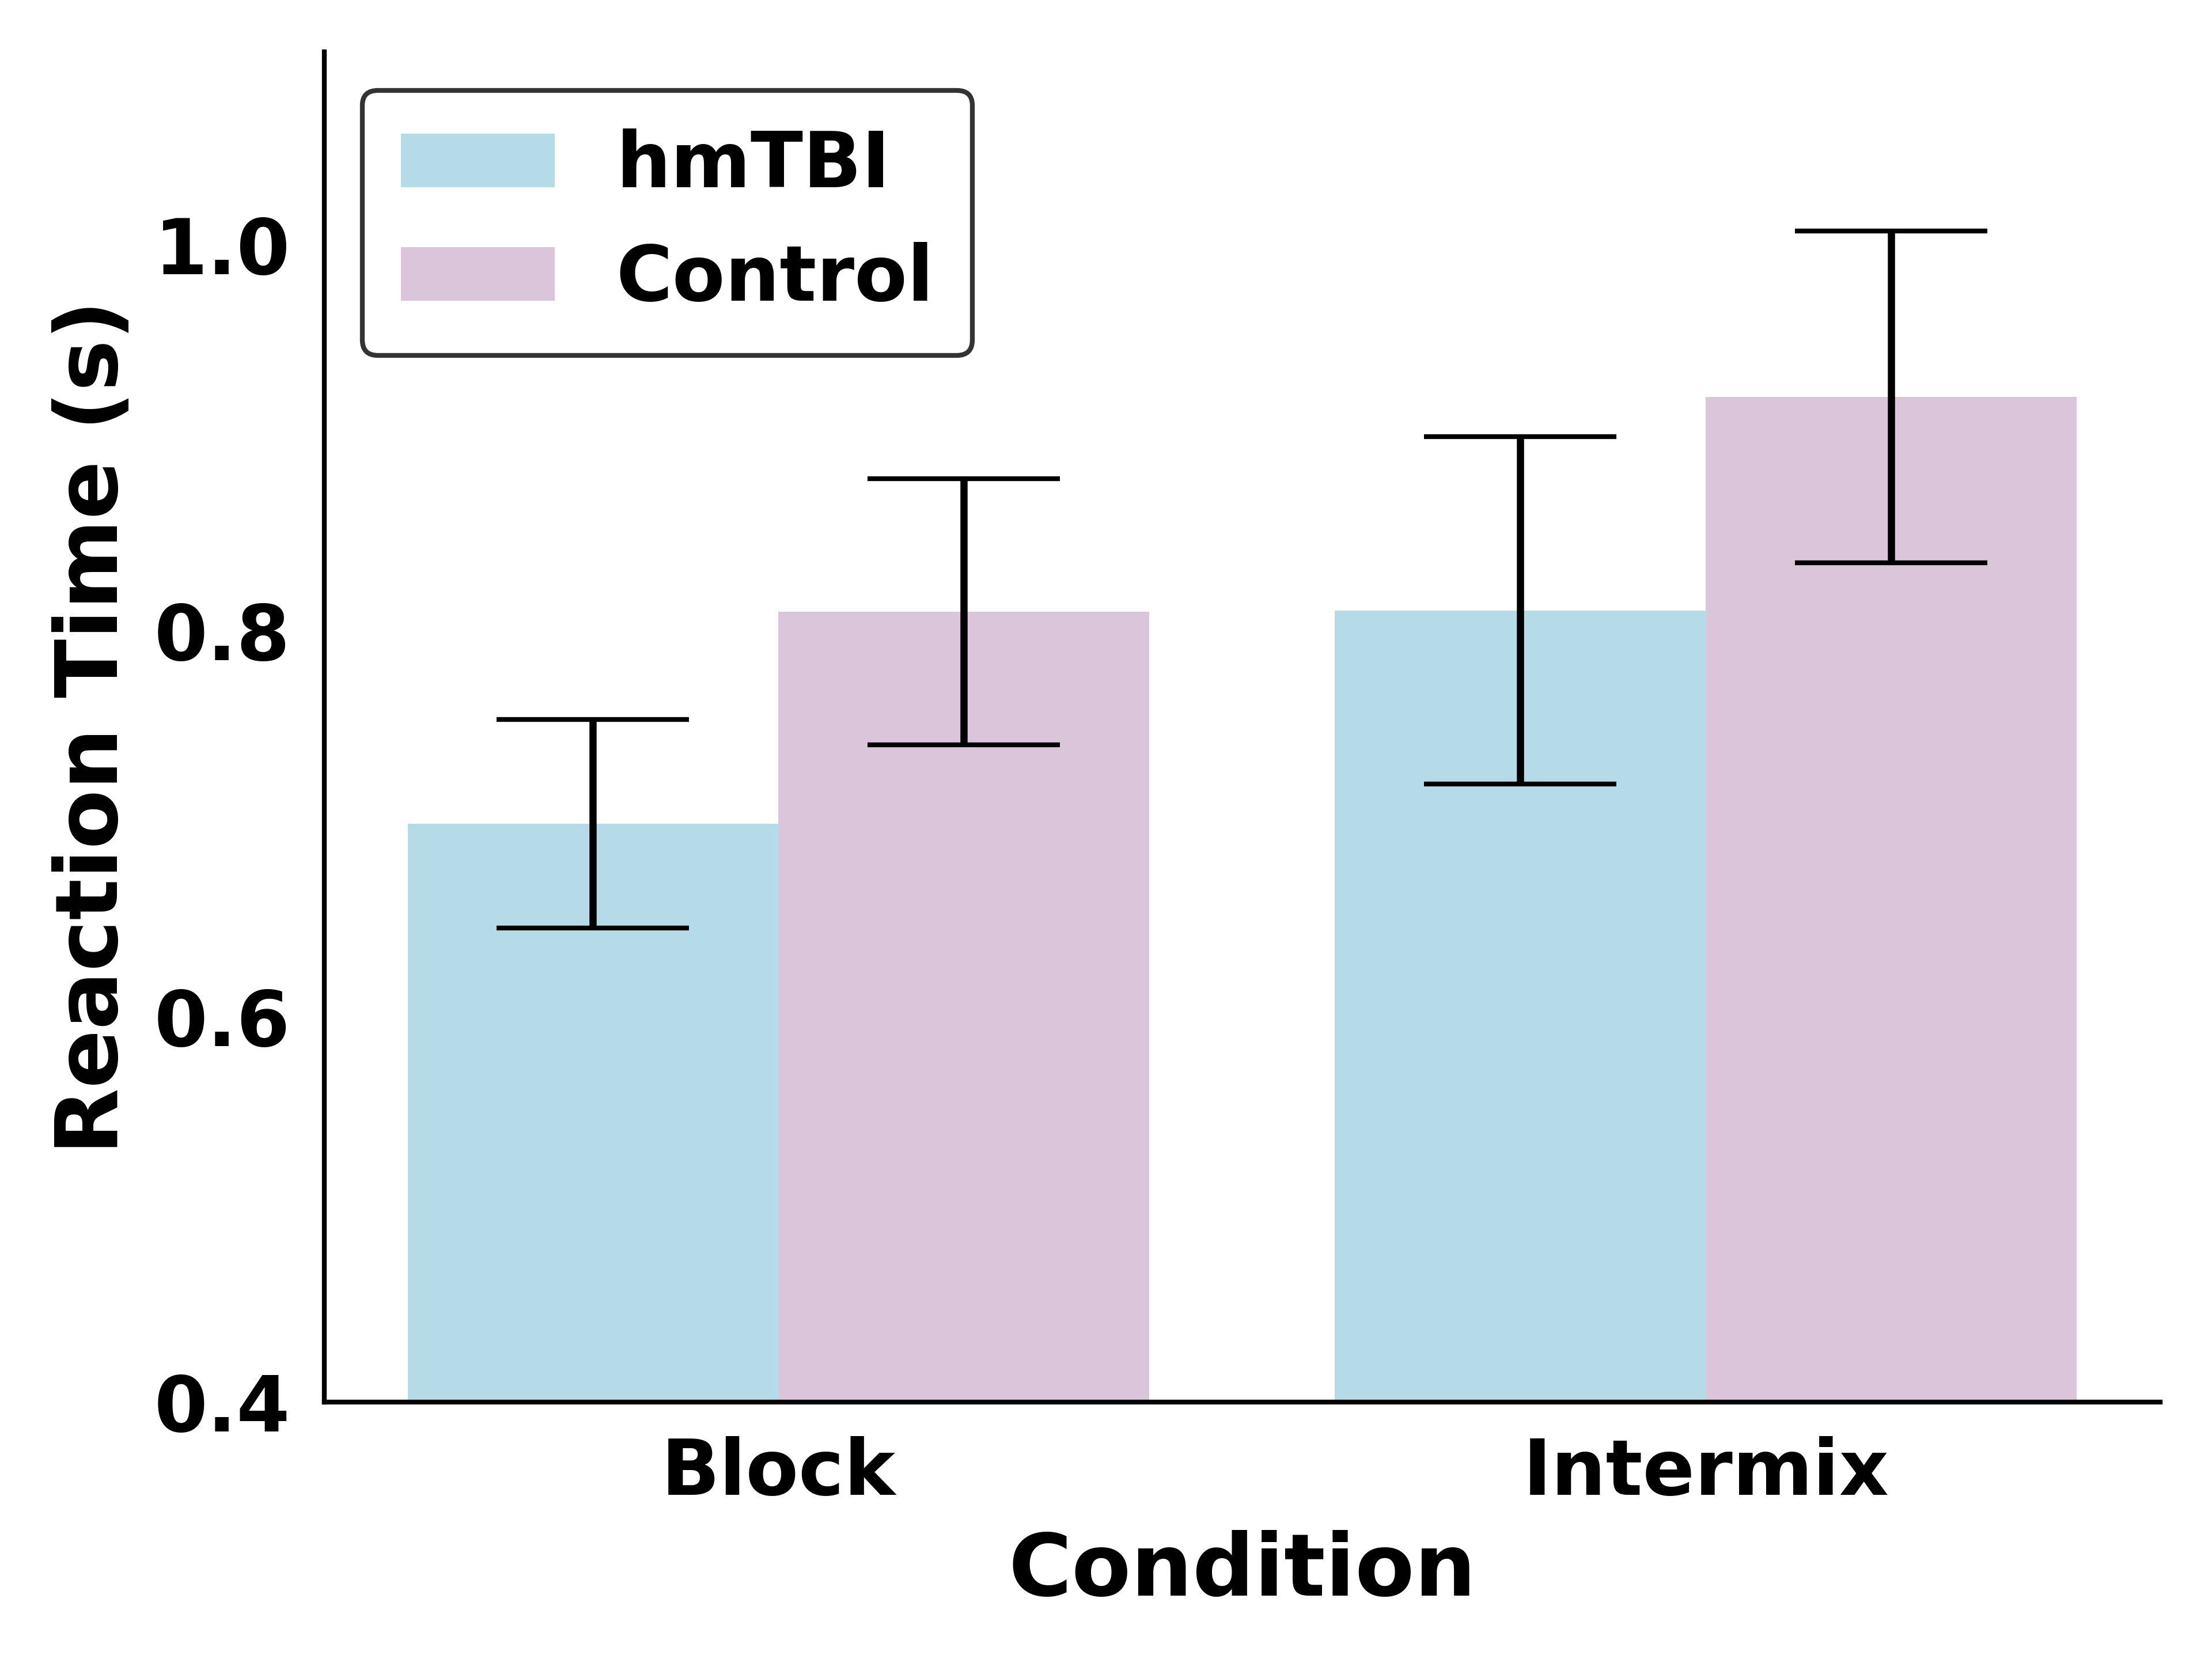 hmTBI
Control
Reaction Time (s)
1.0
0.8
0.6
0.4
Block
Intermix
Condition